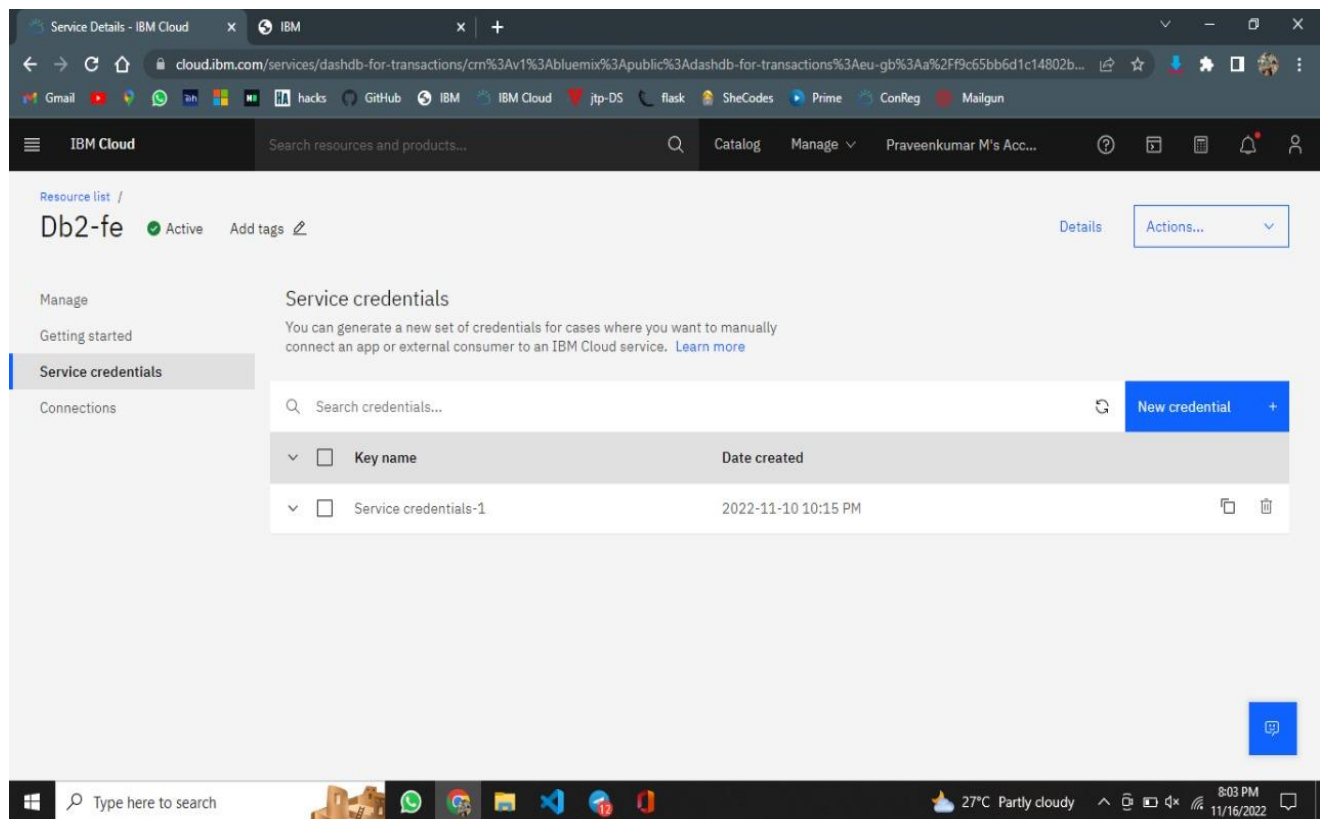 Service Details - IBM Cloud
IBM
cloud.ibm.com/services/dashdb-for-transactions/crn%3Av1%3Abluemix%3Apublic%3Adashdb-for-transactions%3Aeu-gb%3Aa%2Ff9c65bb6d1c14802b...
Gmail hacks GitHub IBM IBM Cloud jtp-DS flask SheCodes Prime ConReg Mailgun
IBM Cloud Search resources and products... Catalog Manage Praveenkumar M's Acc...
Resource list /
Db2-fe Active Add tags Details Actions...
Manage
Getting started
Service credentials
Connections
Service credentials
You can generate a new set of credentials for cases where you want to manually
connect an app or external consumer to an IBM Cloud service. Learn more
Search credentials... New credential +
Key name Date created
Service credentials-1 2022-11-10 10:15 PM
Type here to search 12 27°C Partly cloudy 8:03 PM
11/16/2022